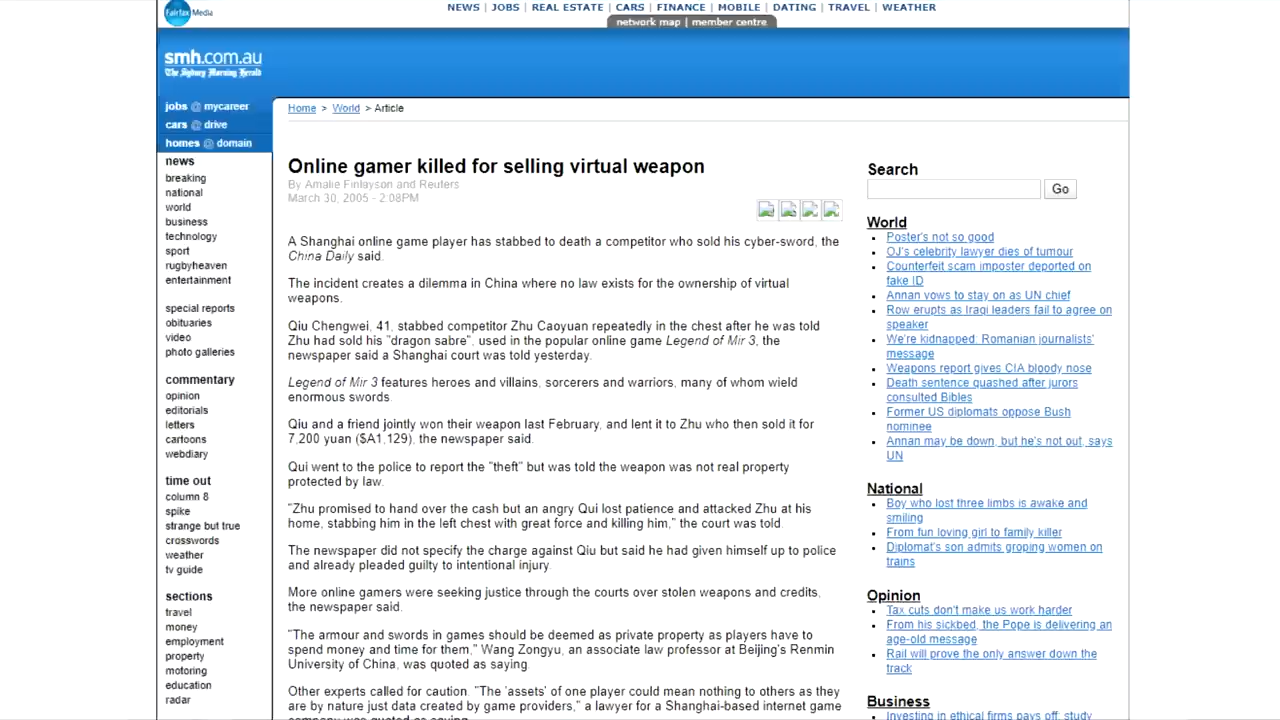 Fairfax Media
NEWS | JOBS | REAL ESTATE | CARS | FINANCE | MOBILE | DATING | TRAVEL | WEATHER
network map | member centre
smh.com.au
The Sydney Morning Herald
jobs @ mycareer
cars @ drive
homes @ domain
news
breaking
national
world
business
technology
sport
rugbyheaven
entertainment
special reports
obituaries
video
photo galleries
commentary
opinion
editorials
letters
cartoons
webdiary
time out
column 8
spike
strange but true
crosswords
weather
tv guide
sections
travel
money
employment
property
motoring
education
radar
Home > World > Article
Online gamer killed for selling virtual weapon
By Amalie Finlayson and Reuters
March 30, 2005 - 2:08PM
A Shanghai online game player has stabbed to death a competitor who sold his cyber-sword, the
China Daily said.
The incident creates a dilemma in China where no law exists for the ownership of virtual
weapons.
Qiu Chengwei, 41, stabbed competitor Zhu Caoyuan repeatedly in the chest after he was told
Zhu had sold his "dragon sabre", used in the popular online game Legend of Mir 3, the
newspaper said a Shanghai court was told yesterday.
Legend of Mir 3 features heroes and villains, sorcerers and warriors, many of whom wield
enormous swords.
Qiu and a friend jointly won their weapon last February, and lent it to Zhu who then sold it for
7,200 yuan ($A1,129), the newspaper said.
Qui went to the police to report the "theft" but was told the weapon was not real property
protected by law.
"Zhu promised to hand over the cash but an angry Qui lost patience and attacked Zhu at his
home, stabbing him in the left chest with great force and killing him," the court was told.
The newspaper did not specify the charge against Qiu but said he had given himself up to police
and already pleaded guilty to intentional injury.
More online gamers were seeking justice through the courts over stolen weapons and credits,
the newspaper said.
"The armour and swords in games should be deemed as private property as players have to
spend money and time for them," Wang Zongyu, an associate law professor at Beijing's Renmin
University of China, was quoted as saying.
Other experts called for caution. "The 'assets' of one player could mean nothing to others as they
are by nature just data created by game providers," a lawyer for a Shanghai-based internet game
company was quoted as saying.
Search
Go
World
Poster's not so good
OJ's celebrity lawyer dies of tumour
Counterfeit scam imposter deported on
fake ID
Annan vows to stay on as UN chief
Row erupts as Iraqi leaders fail to agree on
speaker
We're kidnapped: Romanian journalists'
message
Weapons report gives CIA bloody nose
Death sentence quashed after jurors
consulted Bibles
Former US diplomats oppose Bush
nominee
Annan may be down, but he's not out, says
UN
National
Boy who lost three limbs is awake and
smiling
From fun loving girl to family killer
Diplomat's son admits groping women on
trains
Opinion
Tax cuts don't make us work harder
From his sickbed, the Pope is delivering an
age-old message
Rail will prove the only answer down the
track
Business
Investing in ethical firms pays off: study